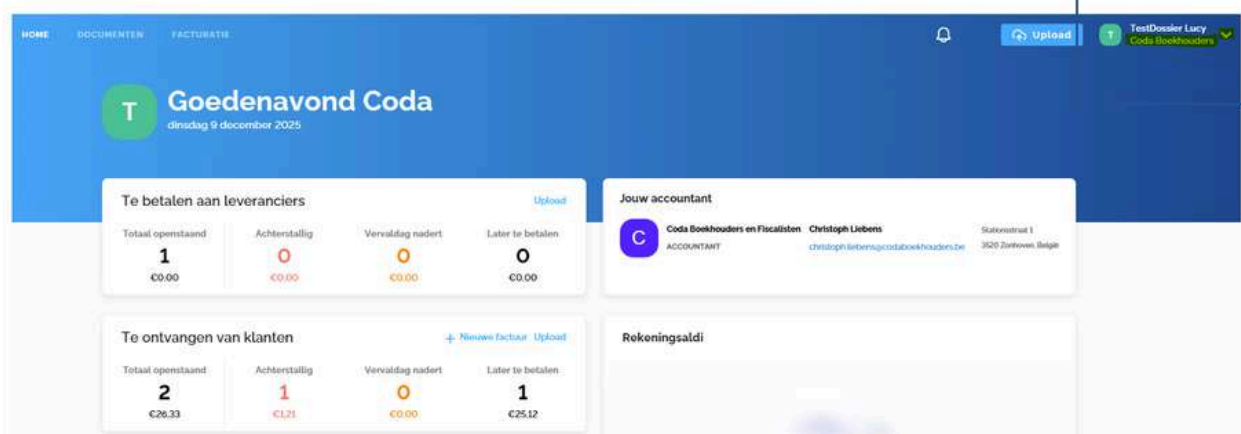 HOME DOCUMENTEN FACTURATIE Upload T TestDossier Lucy
Coda Boekhouders
T Goedenavond Coda
dinsdag 9 december 2025
Te betalen aan leveranciers Upload
Totaal openstaand Achterstallig Vervaldag nadert Later te betalen
1 0 0 0
€0.00 €0.00 €0.00 €0.00
Jouw accountant
C Coda Boekhouders en Fiscalisten Christoph Liebens Stationsstraat 1
ACCOUNTANT christoph.liebens@codaboekhouders.be 3520 Zonhoven, België
Te ontvangen van klanten + Nieuwe factuur Upload
Totaal openstaand Achterstallig Vervaldag nadert Later te betalen
2 1 0 1
€26.33 €1,21 €0.00 €25.12
Rekeningsaldi